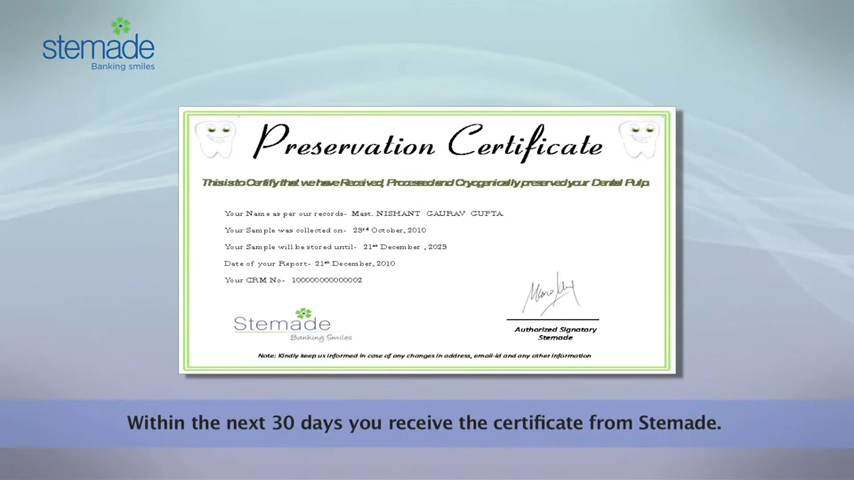 stemade
Banking smiles
Preservation Certificate
This is to Certify that we have Received, Processed and Cryogenically preserved your Dental Pulp.
Your Name as per our records- Mast. NISHANT GAURAV GUPTA
Your Sample was collected on- 23rd October, 2010
Your Sample will be stored until- 21st December , 2023
Date of your Report- 21st December, 2010
Your CRM No- 100000000000002
Stemade
Banking Smiles
Authorized Signatory
Stemade
Note: Kindly keep us informed in case of any changes in address, email-id and any other information
Within the next 30 days you receive the certificate from Stemade.